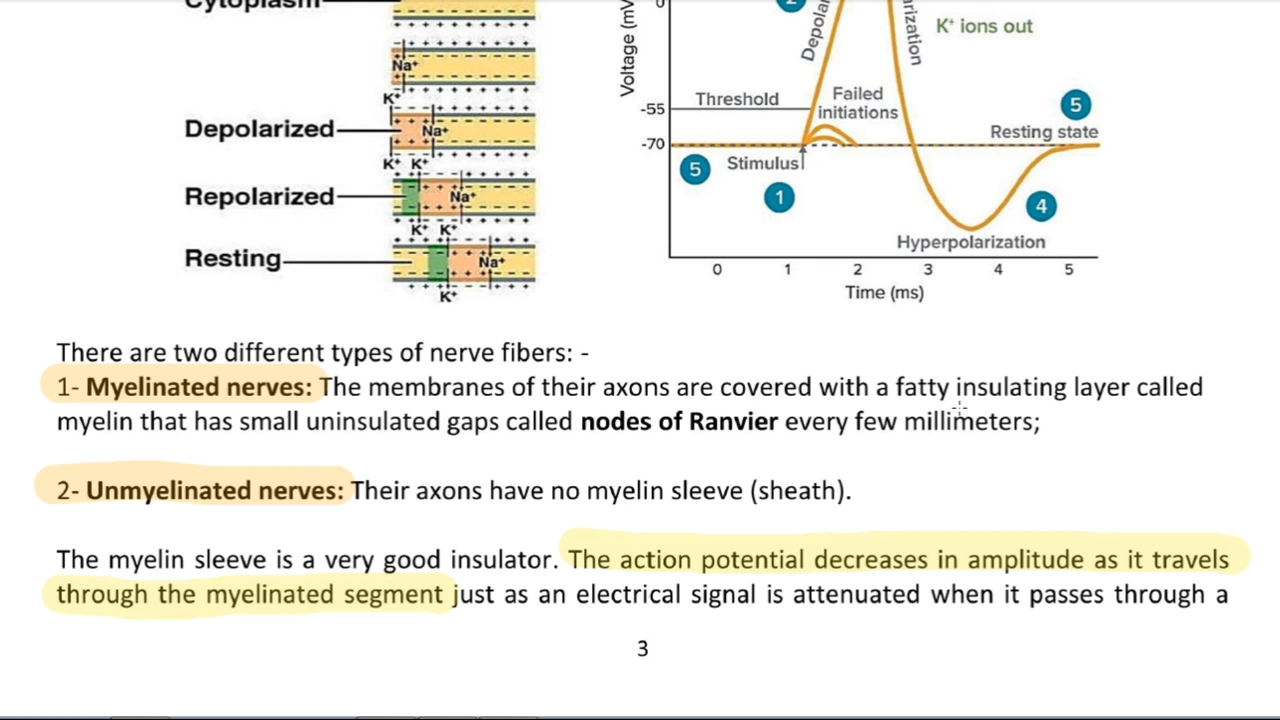 Cytoplasm
Na+
K+
Depolarized
Na+
K+ K+
Repolarized
Na+
K+ K+
Resting
Na+
K+
Voltage (mV
0
-55
-70
2
Depolar
rization
K+ ions out
Threshold
Failed
initiations
5
Resting state
5
Stimulus
1
4
Hyperpolarization
0 1 2 3 4 5
Time (ms)
There are two different types of nerve fibers: -
1- Myelinated nerves: The membranes of their axons are covered with a fatty insulating layer called
myelin that has small uninsulated gaps called nodes of Ranvier every few millimeters;
2- Unmyelinated nerves: Their axons have no myelin sleeve (sheath).
The myelin sleeve is a very good insulator. The action potential decreases in amplitude as it travels
through the myelinated segment just as an electrical signal is attenuated when it passes through a
3